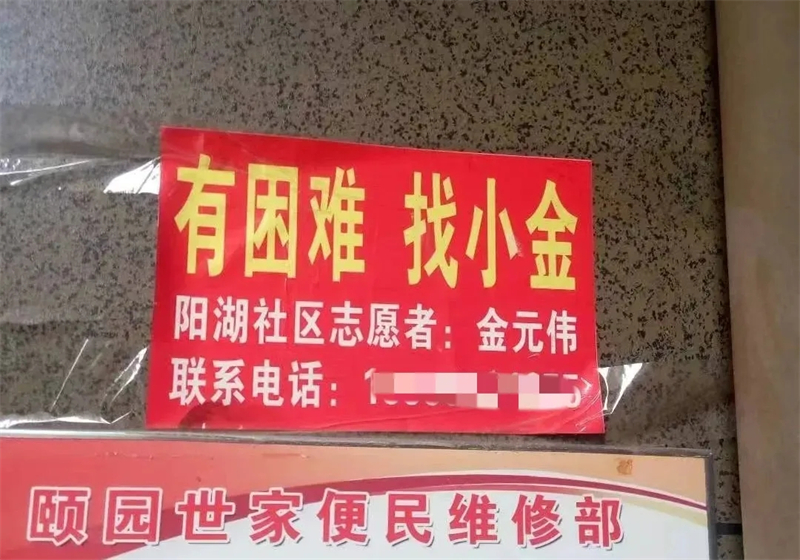 有困难 找小金
阳湖社区志愿者：金元伟
联系电话：
颐园世家便民维修部